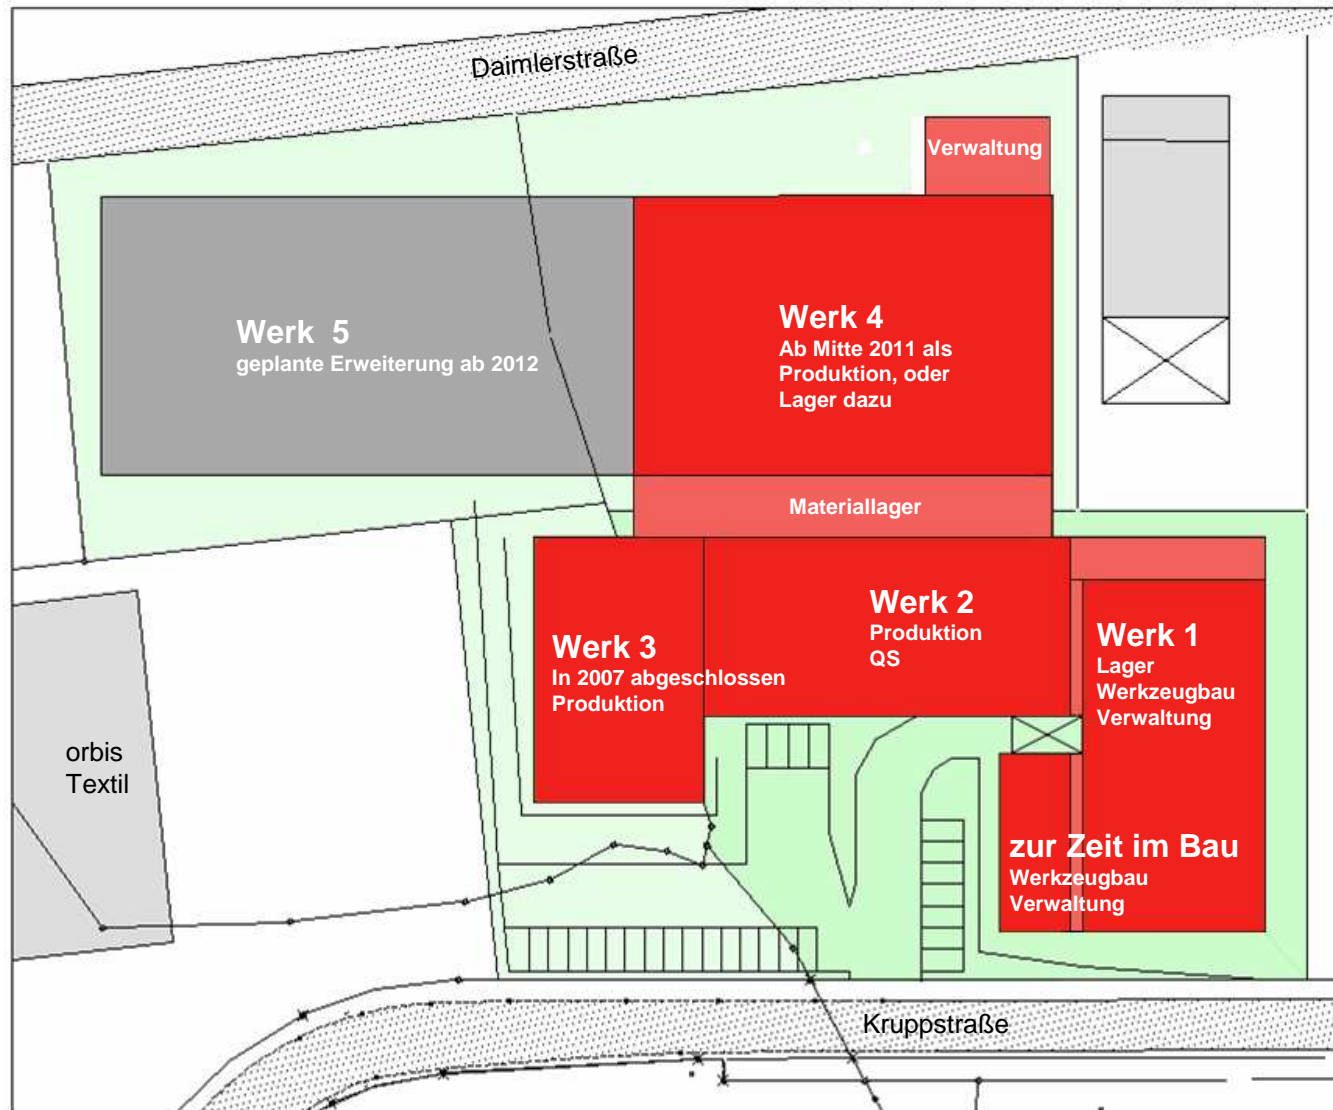 Daimlerstraße
Verwaltung
Werk 5
geplante Erweiterung ab 2012
Werk 4
Ab Mitte 2011 als
Produktion, oder
Lager dazu
Materiallager
Werk 3
In 2007 abgeschlossen
Produktion
Werk 2
Produktion
QS
Werk 1
Lager
Werkzeugbau
Verwaltung
orbis
Textil
zur Zeit im Bau
Werkzeugbau
Verwaltung
Kruppstraße